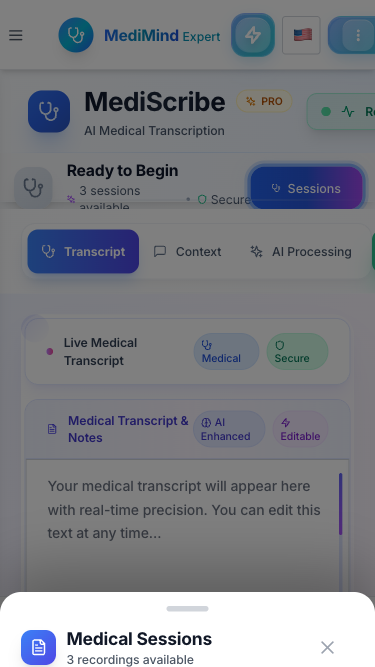 MediMind Expert
MediScribe PRO
AI Medical Transcription
Ready to Begin
3 sessions
available
Secure
Sessions
Transcript Context AI Processing
Live Medical
Transcript
Medical
Secure
Medical Transcript &
Notes
AI
Enhanced
Editable
Your medical transcript will appear here
with real-time precision. You can edit this
text at any time...
Medical Sessions
3 recordings available